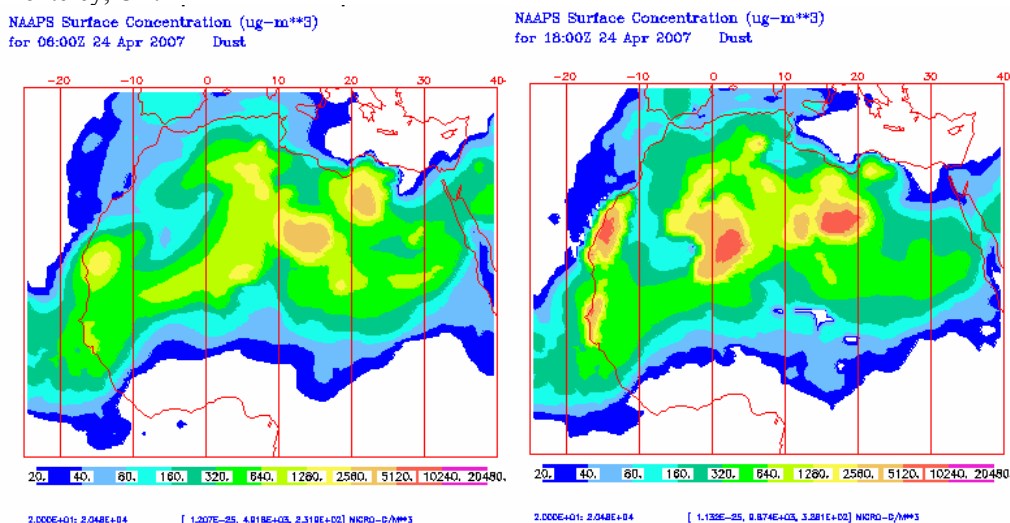 NAAPS Surface Concentration (ug-m**3)
for 06:00Z 24 Apr 2007 Dust
-20 -10 0 10 20 30 40
20. 40. 80. 160. 320. 640. 1280. 2560. 5120. 10240. 20480.
2.000E+01: 2.048E+04 [ 1.207E-25, 4.918E+03, 2.319E+02] MICRO-G/M**3
NAAPS Surface Concentration (ug-m**3)
for 18:00Z 24 Apr 2007 Dust
-20 -10 0 10 20 30 40
20. 40. 80. 160. 320. 640. 1280. 2560. 5120. 10240. 20480.
2.000E+01: 2.048E+04 [ 1.132E-25, 9.874E+03, 3.281E+02] MICRO-G/M**3